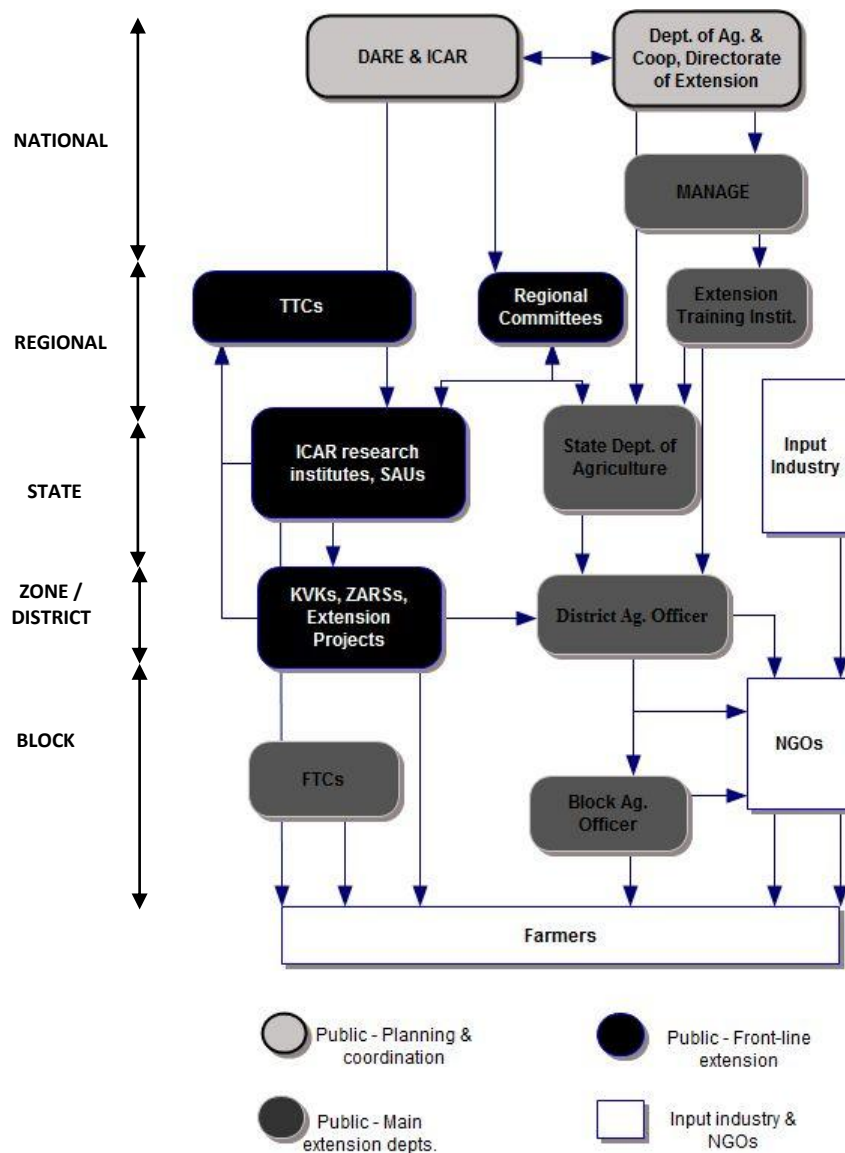 NATIONAL
DARE & ICAR
Dept. of Ag. &
Coop, Directorate
of Extension
MANAGE
REGIONAL
TTCs
Regional
Committees
Extension
Training Instit.
STATE
ICAR research
institutes, SAUs
State Dept. of
Agriculture
Input
Industry
ZONE /
DISTRICT
KVKs, ZARSs,
Extension
Projects
District Ag. Officer
BLOCK
NGOs
FTCs
Block Ag.
Officer
Farmers
Public - Planning &
coordination
Public - Front-line
extension
Public - Main
extension depts.
Input industry &
NGOs